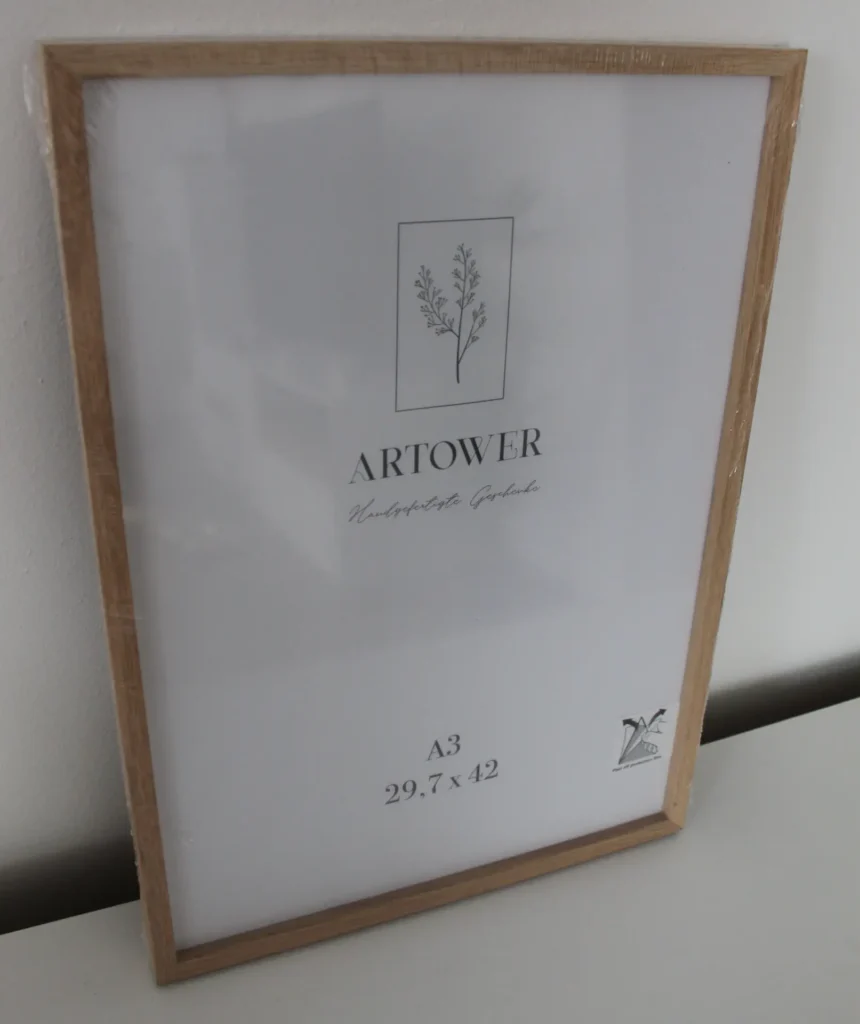 ARTOWER
Handgefertigte Geschenke
A3
29,7 x 42